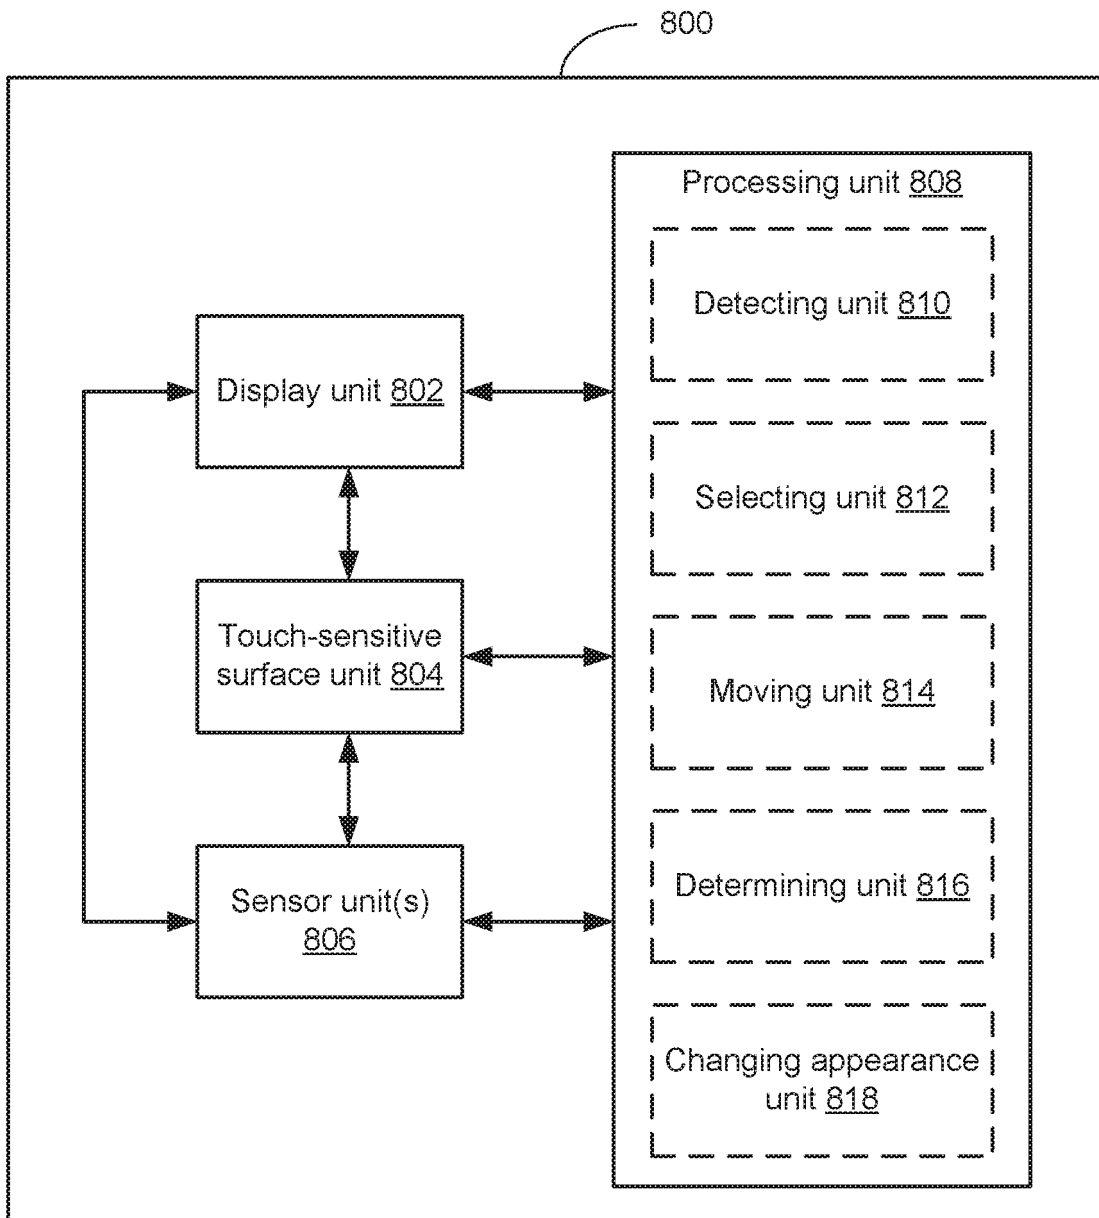 800
Processing unit 808
Detecting unit 810
Display unit 802
Selecting unit 812
Touch-sensitive
surface unit 804
Moving unit 814
Sensor unit(s)
806
Determining unit 816
Changing appearance
unit 818